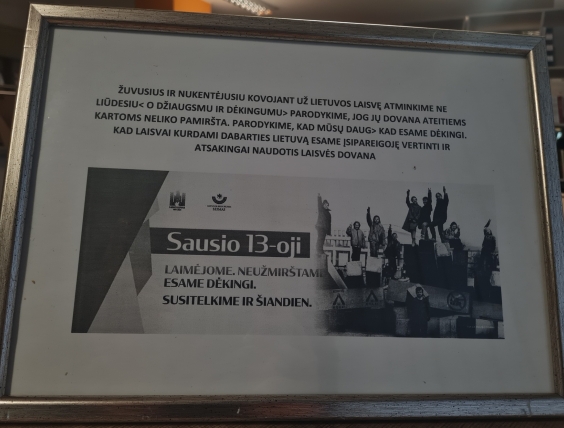 ŽUVUSIUS IR NUKENTĖJUSIU KOVOJANT UŽ LIETUVOS LAISVĘ ATMINKIME NE
LIŪDESIU< O DŽIAUGSMU IR DĖKINGUMU> PARODYKIME, JOG JŲ DOVANA ATEITIEMS
KARTOMS NELIKO PAMIRŠTA. PARODYKIME, KAD MŪSŲ DAUG> KAD ESAME DĖKINGI.
KAD LAISVAI KURDAMI DABARTIES LIETUVĄ ESAME ĮSIPAREIGOJĘ VERTINTI IR
ATSAKINGAI NAUDOTIS LAISVĖS DOVANA
Sausio 13-oji
LAIMĖJOME. NEUŽMIRŠTAME
ESAME DĖKINGI.
SUSITELKIME IR ŠIANDIEN.